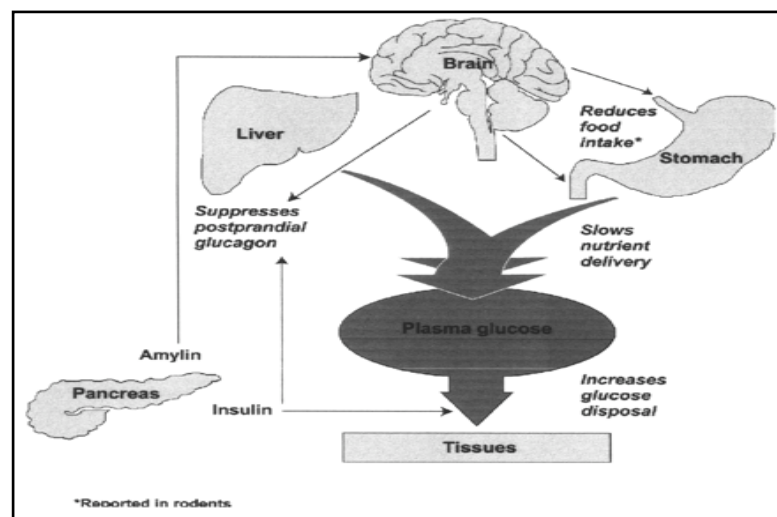 Brain
Liver
Reduces
food
intake*
Stomach
Suppresses
postprandial
glucagon
Slows
nutrient
delivery
Plasma glucose
Amylin
Pancreas
Insulin
Increases
glucose
disposal
Tissues
*Reported in rodents